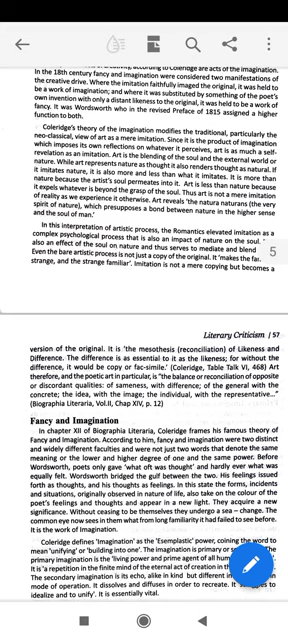 of creativity, according to Coleridge are acts of the imagination.
In the 18th century fancy and imagination were considered two manifestations of
the creative drive. Where the imitation faithfully imaged the original, it was held to
be a work of imagination; and where it was substituted by something of the poet's
own invention with only a distant likeness to the original, it was held to be a work of
fancy. It was Wordsworth who in the revised Preface of 1815 assigned a higher
function to both.
Coleridge's theory of the imagination modifies the traditional, particularly the
neo-classical, view of art as a mere imitation. Since it is the product of imagination
which imposes its own reflections on whatever it perceives, art is as much a self-
revelation as an imitation. Art is the blending of the soul and the external world or
nature. While art represents nature as thought it also renders thought as natural. If
it imitates nature, it is also more and less than what it imitates. It is more than
nature because the artist's soul permeates into it. Art is less than nature because
it expels whatever is beyond the grasp of the soul. Thus art is not a mere imitation
of reality as we experience it otherwise. Art reveals 'the natura naturans (the very
spirit of nature), which presupposes a bond between nature in the higher sense
and the soul of man.'
In this interpretation of artistic process, the Romantics elevated imitation as a
complex psychological process that is also an impact of nature on the soul. '
also an effect of the soul on nature and thus serves to mediate and blend
Even the bare artistic process is not just a copy of the original. It 'makes the far
strange, and the strange familiar'. Imitation is not a mere copying but becomes a
5
Literary Criticism / 57
version of the original. It is 'the mesothesis (reconciliation) of Likeness and
Difference. The difference is as essential to it as the likeness; for without the
difference, it would be copy or fac-simile.' (Coleridge, Table Talk VI, 468) Art
therefore, and the poetic art in particular, is "the balance or reconciliation of opposite
or discordant qualities: of sameness, with difference; of the general with the
concrete; the idea, with the image; the individual, with the representative..."
(Biographia Literaria, Vol.II, Chap XIV, p. 12)
Fancy and Imagination
In chapter XII of Biographia Literaria, Coleridge frames his famous theory of
Fancy and Imagination. According to him, fancy and imagination were two distinct
and widely different faculties and were not just two words that denote the same
meaning or the lower and higher degree of one and the same power. Before
Wordsworth, poets only gave 'what oft was thought' and hardly ever what was
equally felt. Wordsworth bridged the gulf between the two. His feelings issued
forth as thoughts, and his thoughts as feelings. In this state the forms, incidents
and situations, originally observed in nature of life, also take on the colour of the
poet's feelings and thoughts and appear in a new light. They acquire a new
significance. Without ceasing to be themselves they undergo a sea – change. The
common eye now sees in them what from long familiarity it had failed to see before.
It is the work of Imagination.
Coleridge defines 'Imagination' as the 'Esemplastic' power, coining the word to
mean 'unifying' or 'building into one'. The imagination is primary or
primary imagination is the 'living power and prime agent of all human
It is 'a repetition in the finite mind of the eternal act of creation in th
The secondary imagination is its echo, alike in kind but different in
mode of operation. It dissolves and diffuses in order to recreate. It
idealize and to unify'. It is essentially vital.